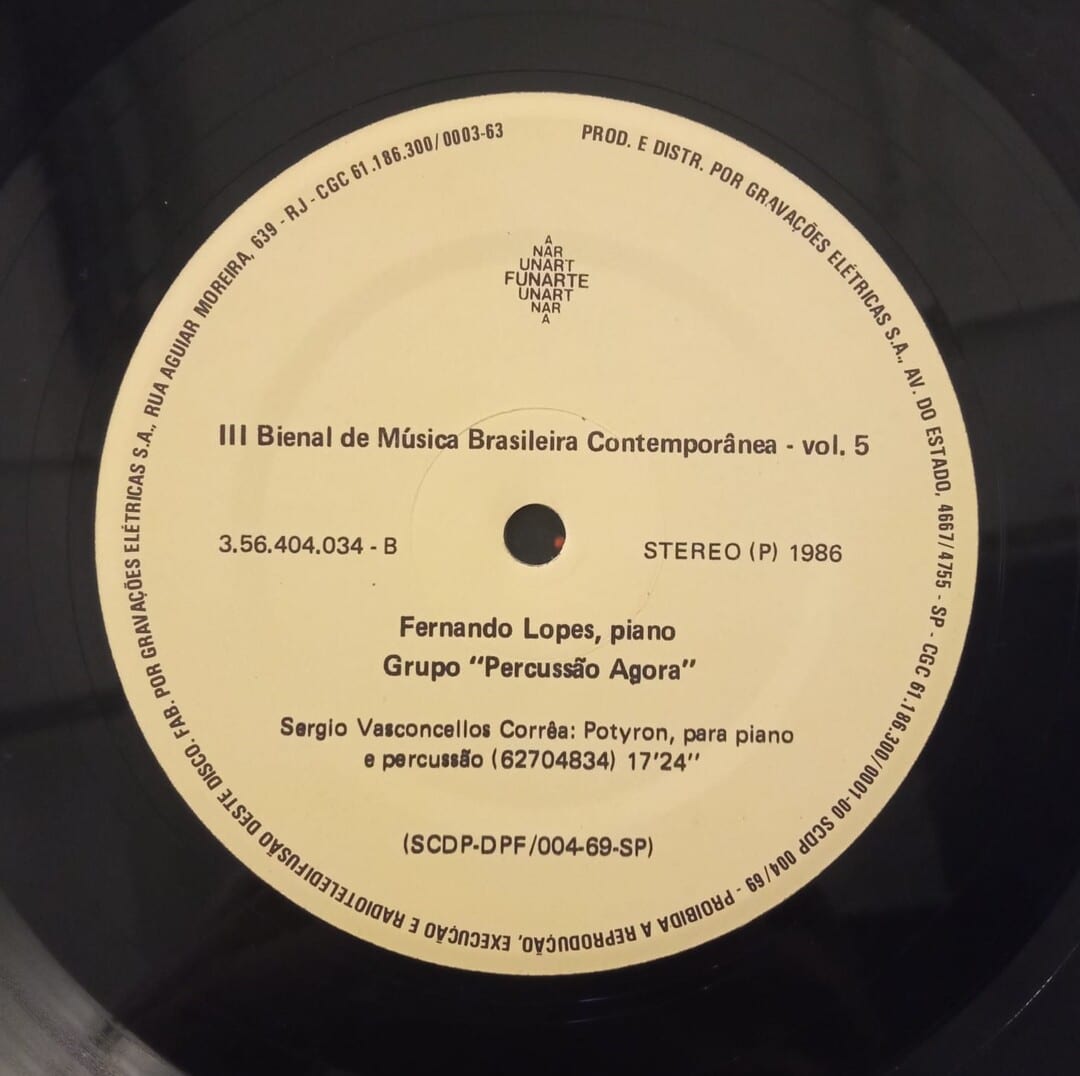 PROD. E DISTR. POR GRAVAÇÕES ELÉTRICAS S.A., AV. DO ESTADO, 4667/4755 - SP - CGC 61.186.300/0001-00 SCDP 004/69 - PROIBIDA A REPRODUÇÃO, EXECUÇÃO E RADIOTELEDIFUSÃO DESTE DISCO. FAB. POR GRAVAÇÕES ELÉTRICAS S.A., RUA AGUIAR MOREIRA, 639 - RJ - CGC 61.186.300/0003-63
A
NAR
UNART
FUNARTE
UNART
NAR
A
III Bienal de Música Brasileira Contemporânea - vol. 5
3.56.404.034 - B
STEREO (P) 1986
Fernando Lopes, piano
Grupo “Percussão Agora”
Sergio Vasconcellos Corrêa: Potyron, para piano
e percussão (62704834) 17’24’’
(SCDP-DPF/004-69-SP)